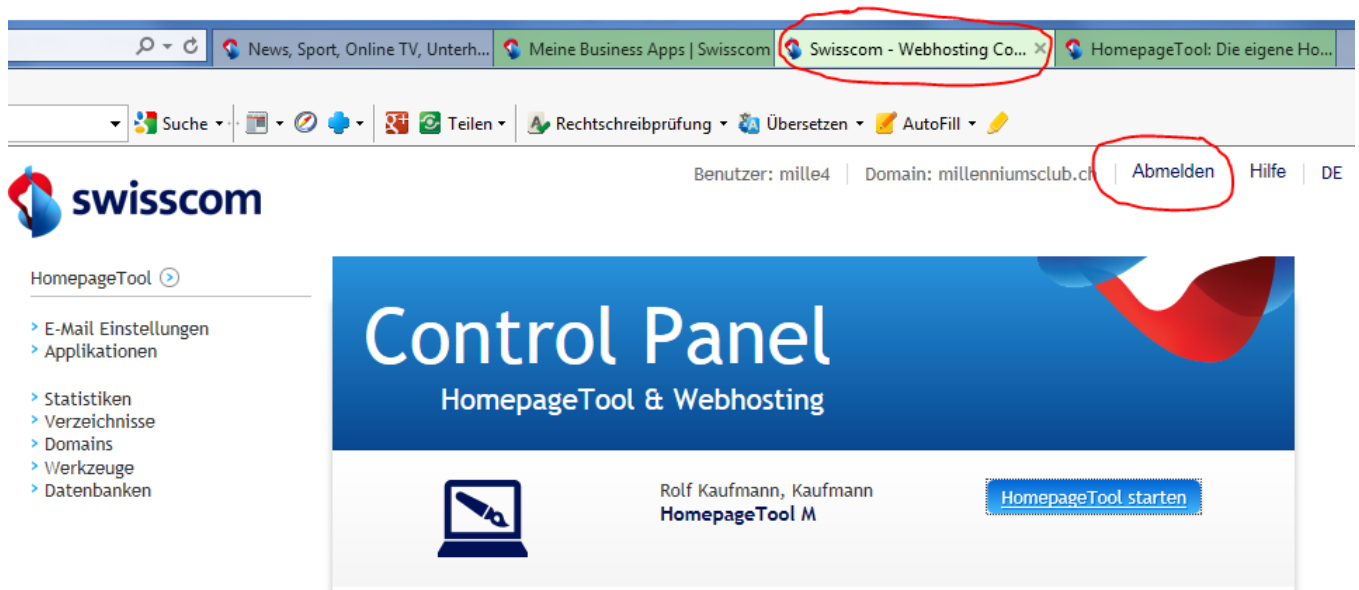 News, Sport, Online TV, Unterh... Meine Business Apps | Swisscom Swisscom - Webhosting Co... HomepageTool: Die eigene Ho...
Suche Teilen Rechtschreibprüfung Übersetzen AutoFill
Benutzer: mille4 | Domain: millenniumsclub.ch | Abmelden Hilfe | DE
swisscom
HomepageTool
E-Mail Einstellungen
Applikationen
Statistiken
Verzeichnisse
Domains
Werkzeuge
Datenbanken
Control Panel
HomepageTool & Webhosting
Rolf Kaufmann, Kaufmann
HomepageTool M
HomepageTool starten